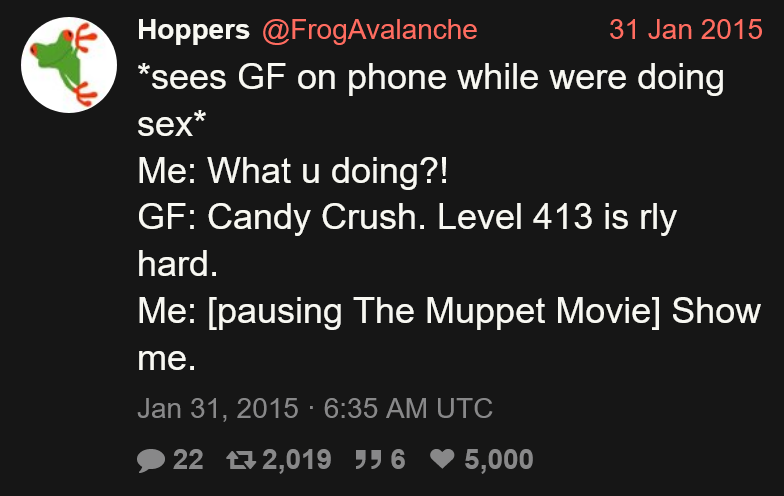 Hoppers @FrogAvalanche 31 Jan 2015
*sees GF on phone while were doing
sex*
Me: What u doing?!
GF: Candy Crush. Level 413 is rly
hard.
Me: [pausing The Muppet Movie] Show
me.
Jan 31, 2015 · 6:35 AM UTC
22 2,019 6 5,000